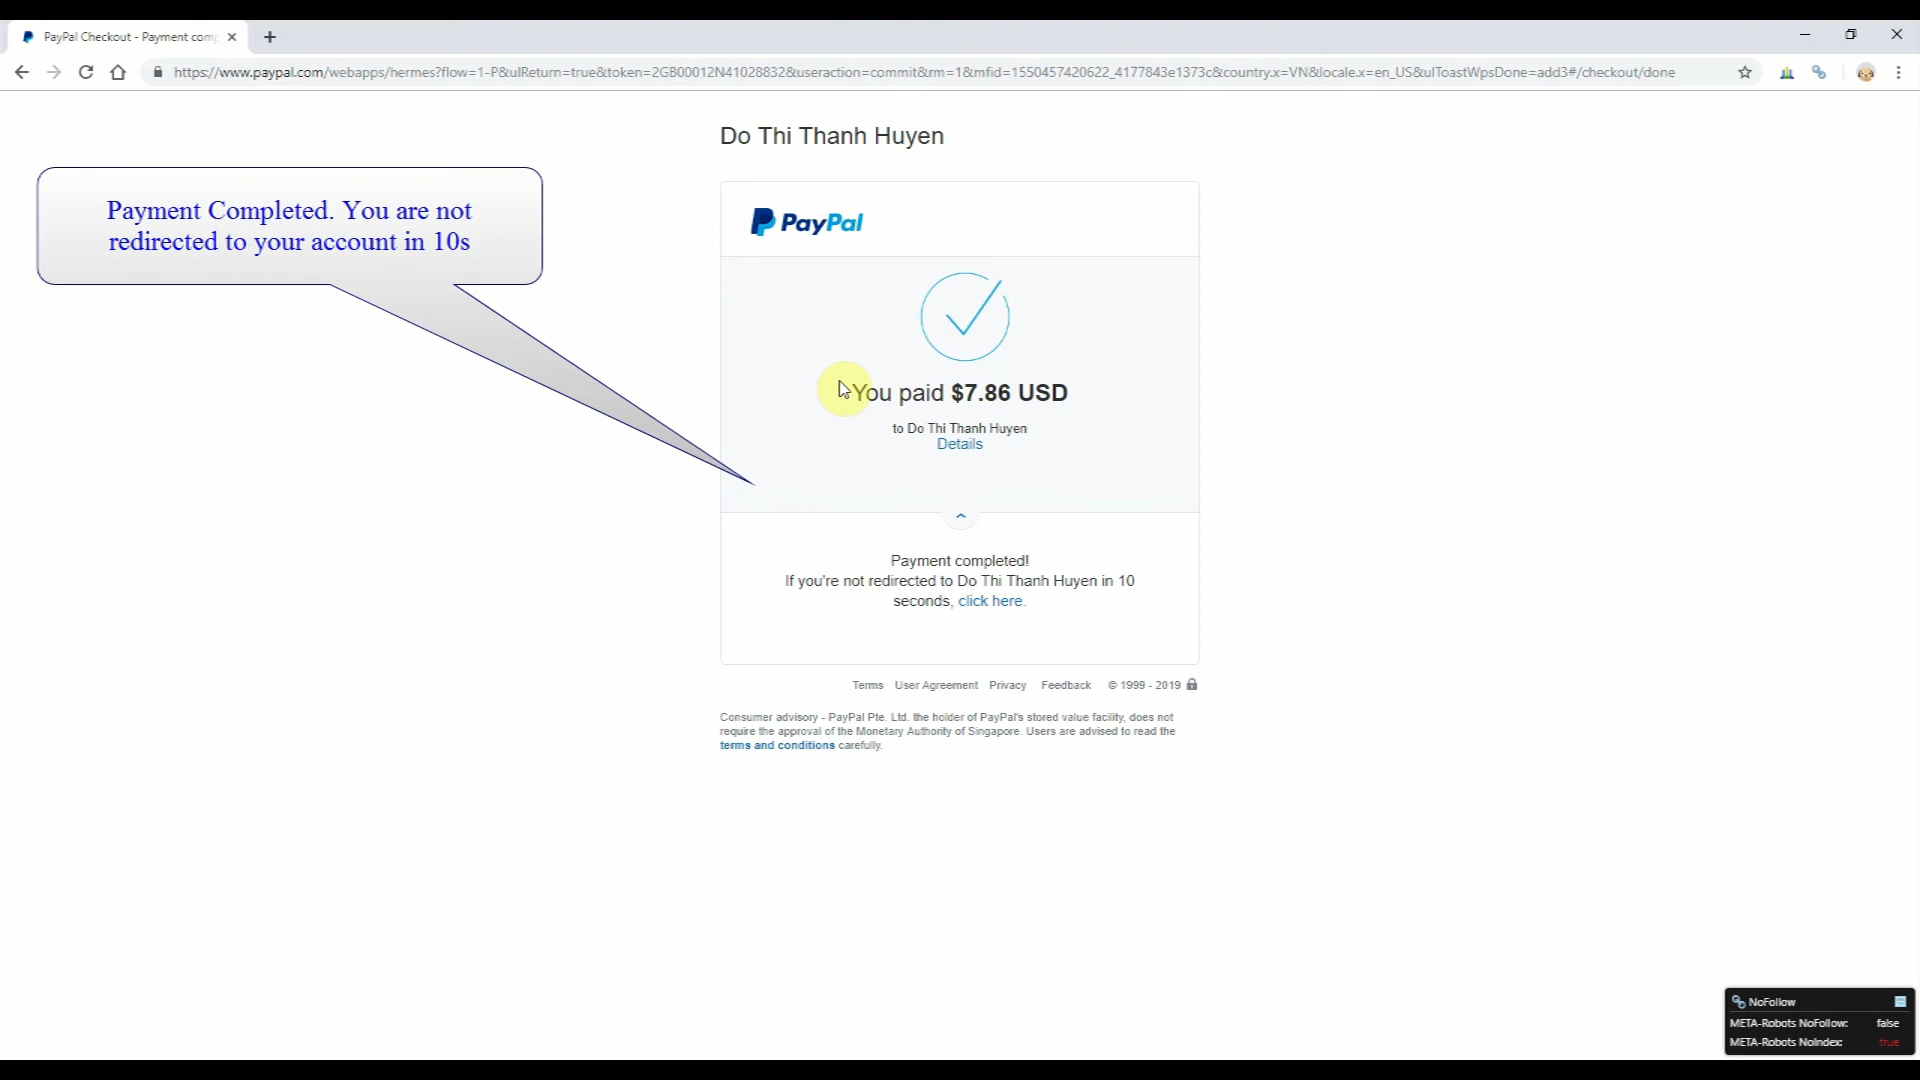 PayPal Checkout - Payment comp
https://www.paypal.com/webapps/hermes?flow=1-P&ulReturn=true&token=2GB00012N41028832&useraction=commit&rm=1&mfid=1550457420622_4177843e1373c&country.x=VN&locale.x=en_US&ulToastWpsDone=add3#/checkout/done
Do Thi Thanh Huyen
Payment Completed. You are not
redirected to your account in 10s
PayPal
You paid $7.86 USD
to Do Thi Thanh Huyen
Details
Payment completed!
If you're not redirected to Do Thi Thanh Huyen in 10
seconds, click here.
Terms User Agreement Privacy Feedback © 1999 - 2019
Consumer advisory - PayPal Pte. Ltd. the holder of PayPal's stored value facility, does not
require the approval of the Monetary Authority of Singapore. Users are advised to read the
terms and conditions carefully.
NoFollow
META-Robots NoFollow: false
META-Robots NoIndex: true